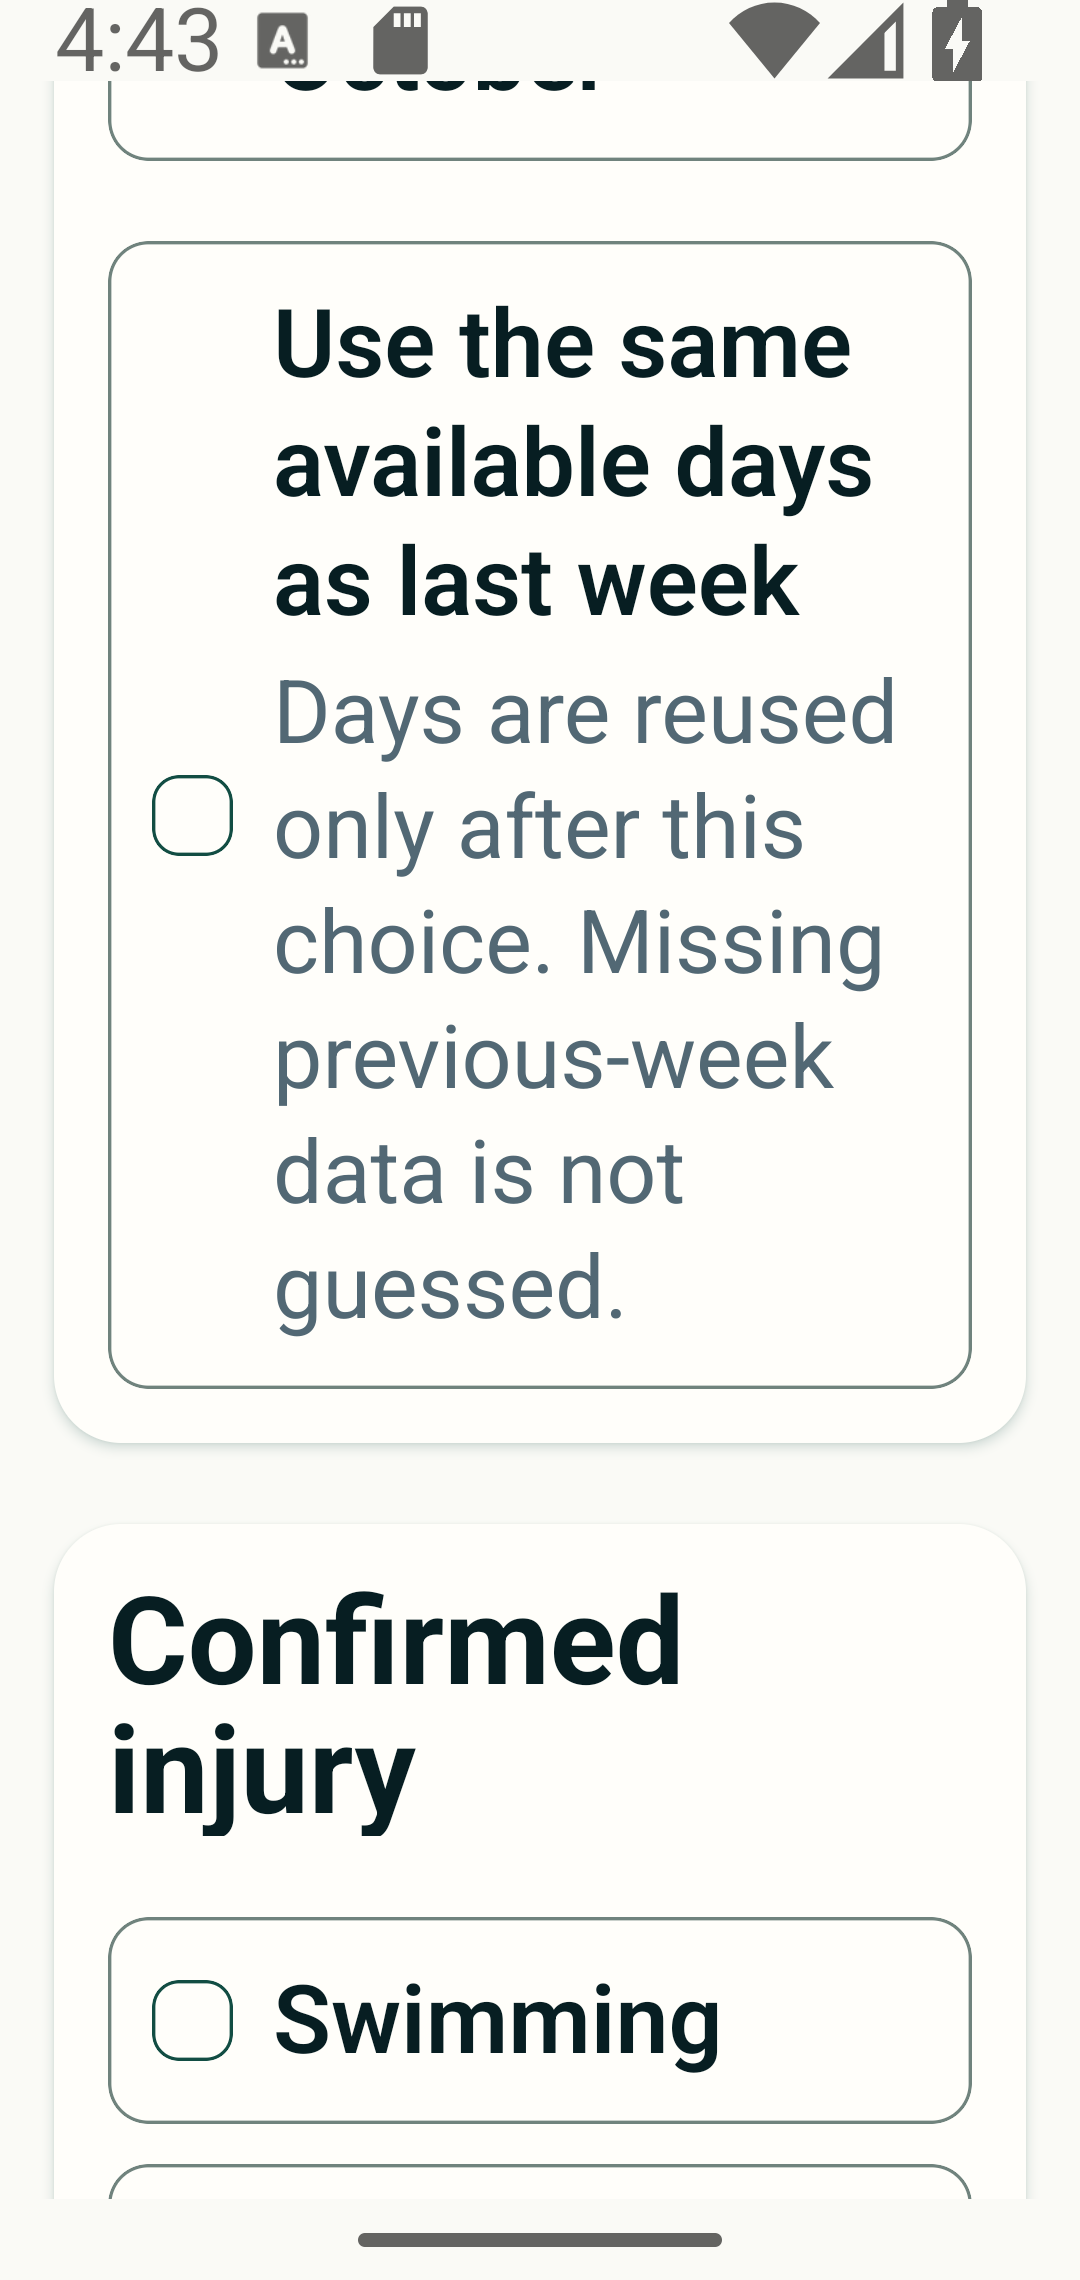 4:43
October
Use the same
available days
as last week
Days are reused
only after this
choice. Missing
previous-week
data is not
guessed.
Confirmed
injury
Swimming